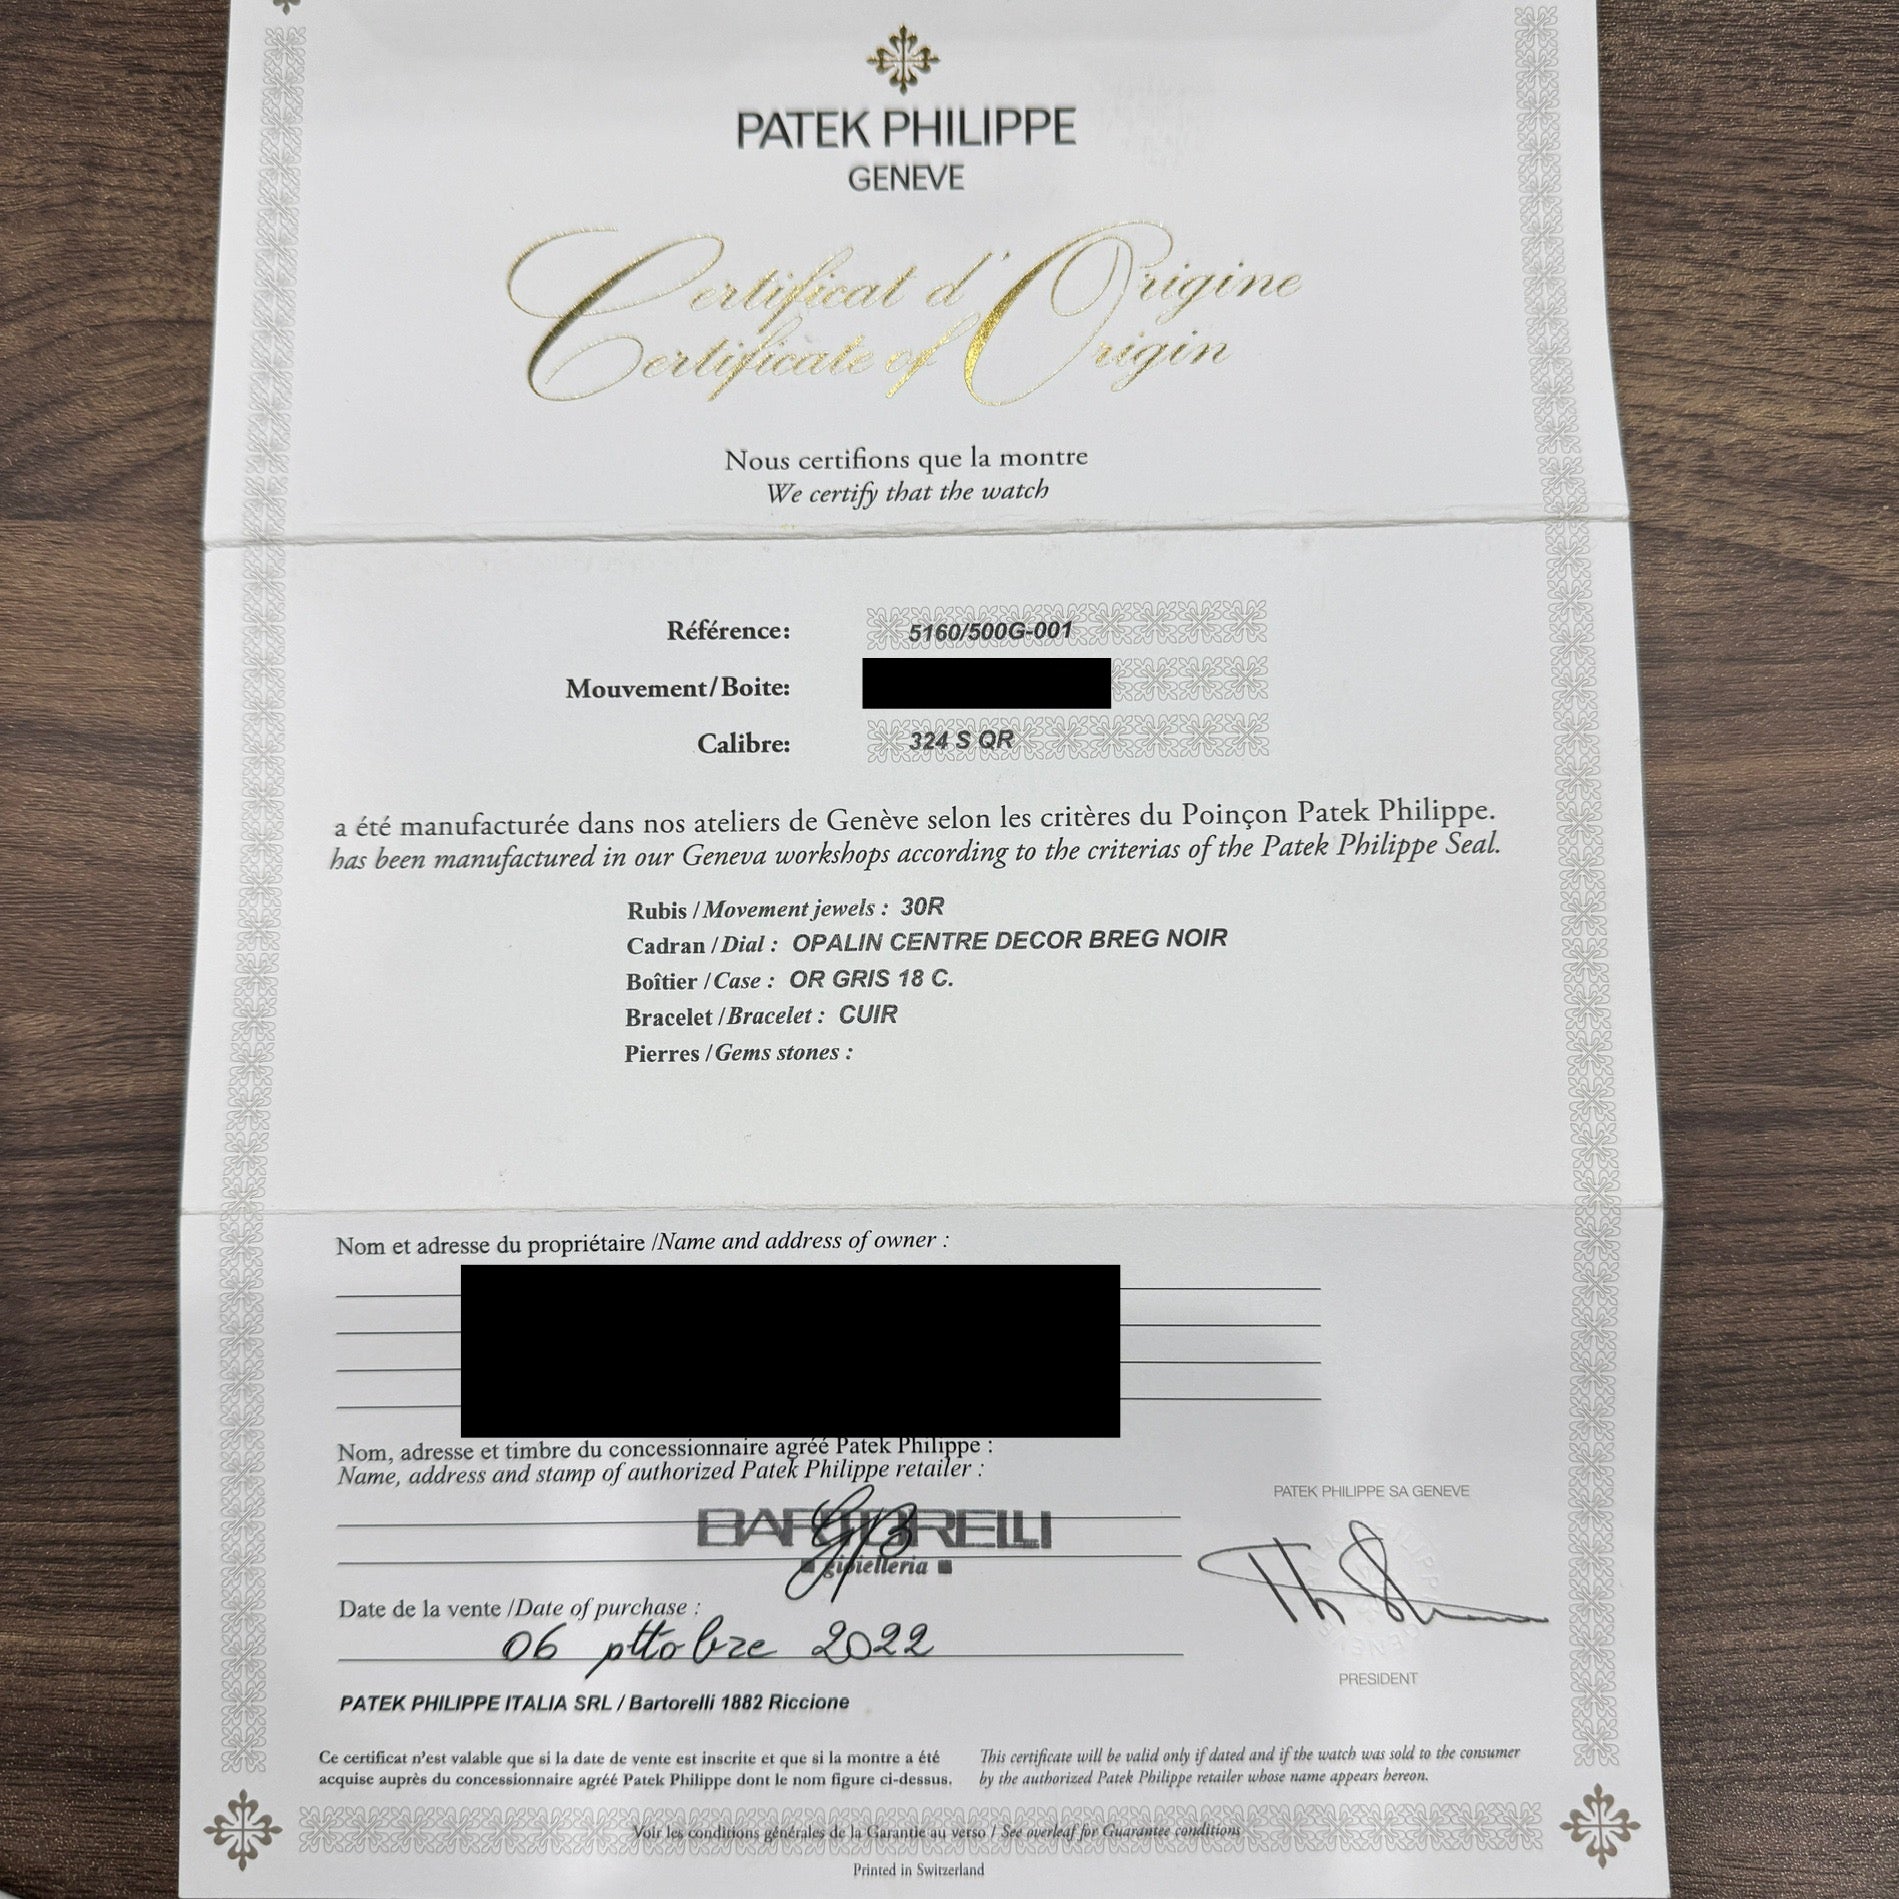 PATEK PHILIPPE
GENEVE
Certificat d'Origine
Certificate of Origin
Nous certifions que la montre
We certify that the watch
Référence: 5160/500G-001
Mouvement/Boite:
Calibre: 324 S QR
a été manufacturée dans nos ateliers de Genève selon les critères du Poinçon Patek Philippe.
has been manufactured in our Geneva workshops according to the criterias of the Patek Philippe Seal.
Rubis / Movement jewels : 30R
Cadran / Dial : OPALIN CENTRE DECOR BREG NOIR
Boîtier / Case : OR GRIS 18 C.
Bracelet / Bracelet : CUIR
Pierres / Gems stones :
Nom et adresse du propriétaire /Name and address of owner :
Nom, adresse et timbre du concessionnaire agréé Patek Philippe :
Name, address and stamp of authorized Patek Philippe retailer :
BARTORELLI
gioielleria
PATEK PHILIPPE SA GENEVE
PRESIDENT
Date de la vente /Date of purchase :
06 ottobre 2022
PATEK PHILIPPE ITALIA SRL / Bartorelli 1882 Riccione
Ce certificat n'est valable que si la date de vente est inscrite et que si la montre a été
acquise auprès du concessionnaire agréé Patek Philippe dont le nom figure ci-dessus.
This certificate will be valid only if dated and if the watch was sold to the consumer
by the authorized Patek Philippe retailer whose name appears hereon.
Voir les conditions générales de la Garantie au verso / See overleaf for Guarantee conditions
Printed in Switzerland